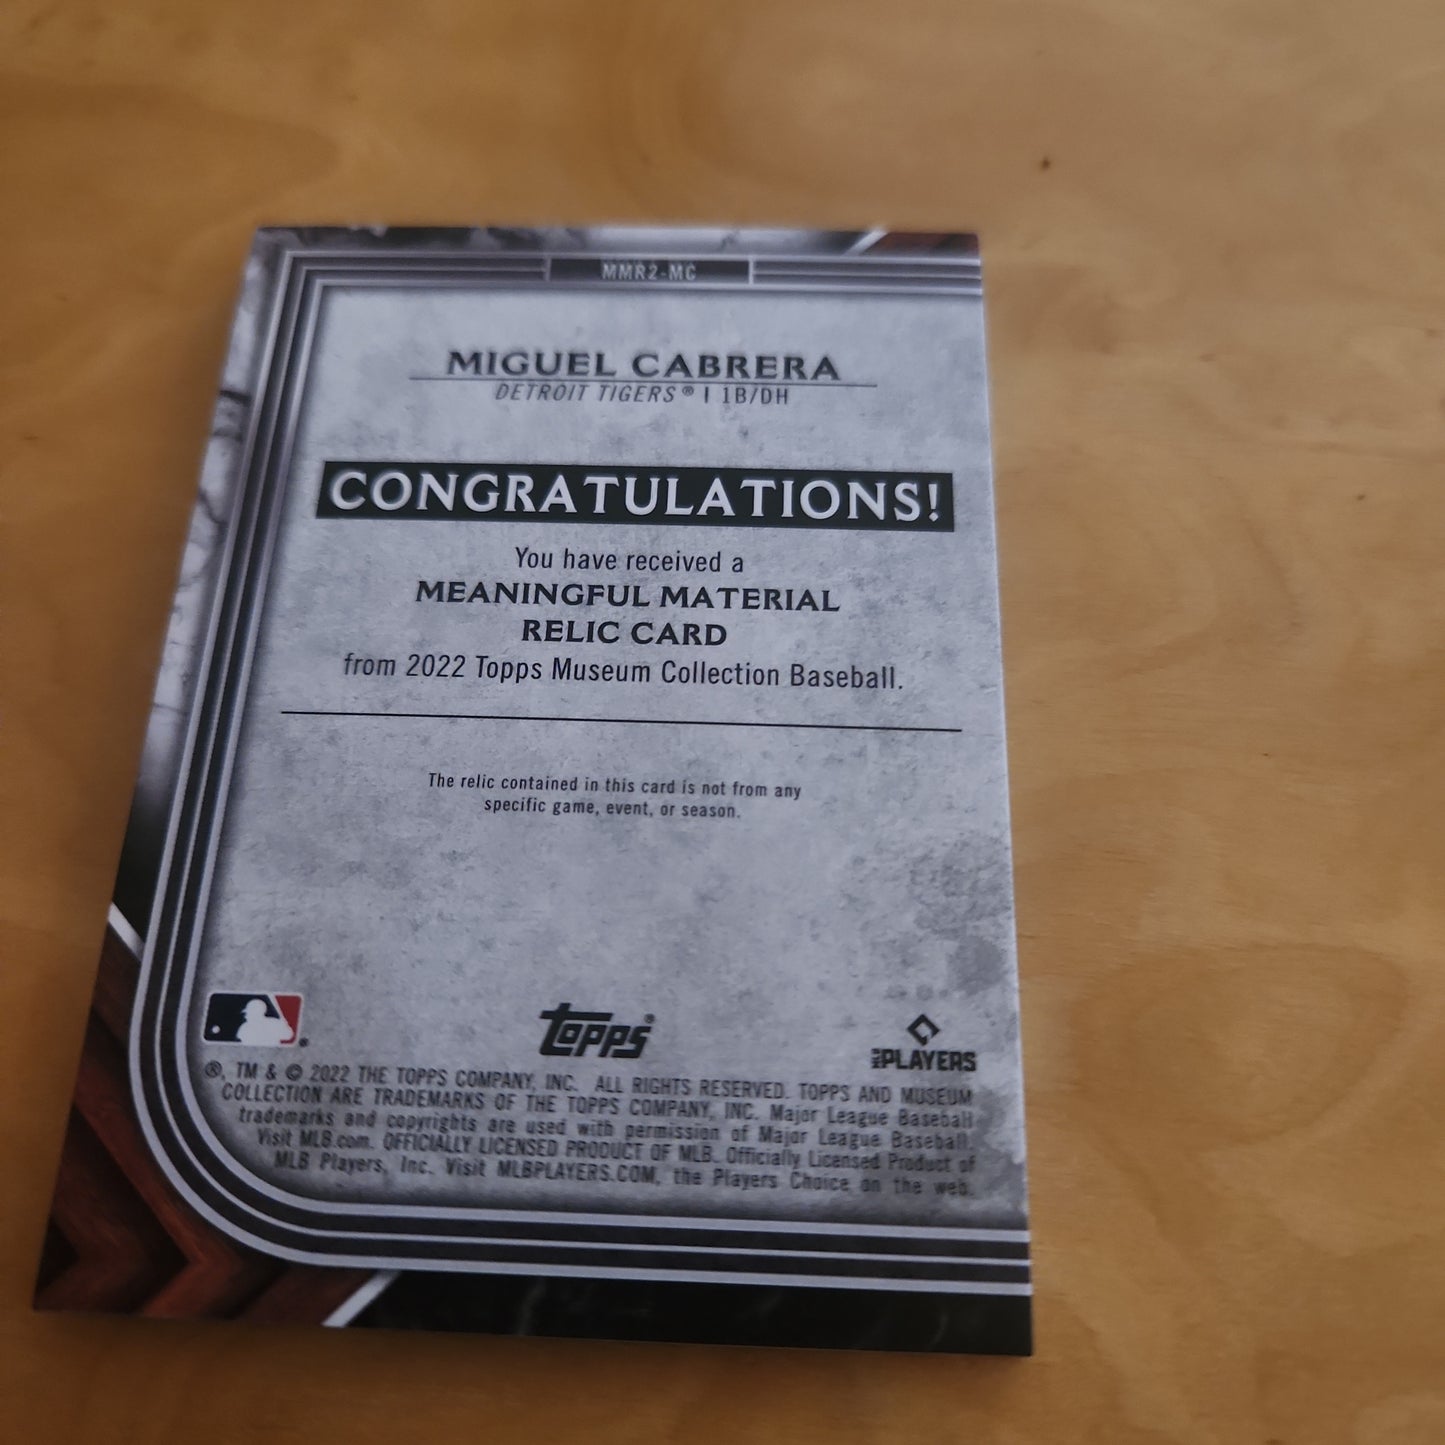 MMR2-MC
MIGUEL CABRERA
DETROIT TIGERS® | 1B/DH
CONGRATULATIONS!
You have received a
MEANINGFUL MATERIAL
RELIC CARD
from 2022 Topps Museum Collection Baseball.
The relic contained in this card is not from any
specific game, event, or season.
®
topps®
PLAYERS
®, TM & © 2022 THE TOPPS COMPANY, INC. ALL RIGHTS RESERVED. TOPPS AND MUSEUM
COLLECTION ARE TRADEMARKS OF THE TOPPS COMPANY, INC. Major League Baseball
trademarks and copyrights are used with permission of Major League Baseball.
Visit MLB.com. OFFICIALLY LICENSED PRODUCT OF MLB. Officially Licensed Product of
MLB Players, Inc. Visit MLBPLAYERS.COM, the Players Choice on the web.